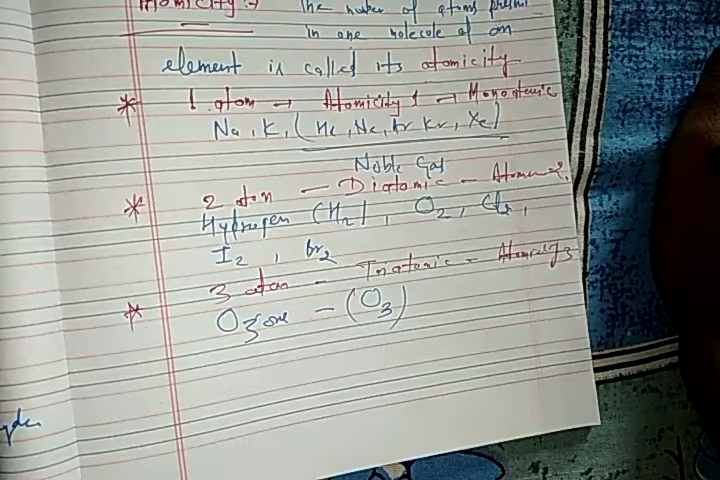 Atomicity :→ The number of atoms present
in one molecule of an
element is called its atomicity
* 1 atom → Atomicity 1 → Monoatomic
Na, K, (He, Ne, Ar Kr, Xe)
Noble Gas
* 2 atom — Diatomic — Atomic 2.
Hydrogen (H2), O2, Cl2,
I2, Br2
3 atom — Triatomic — Atomicity 3
* Ozone — (O3)